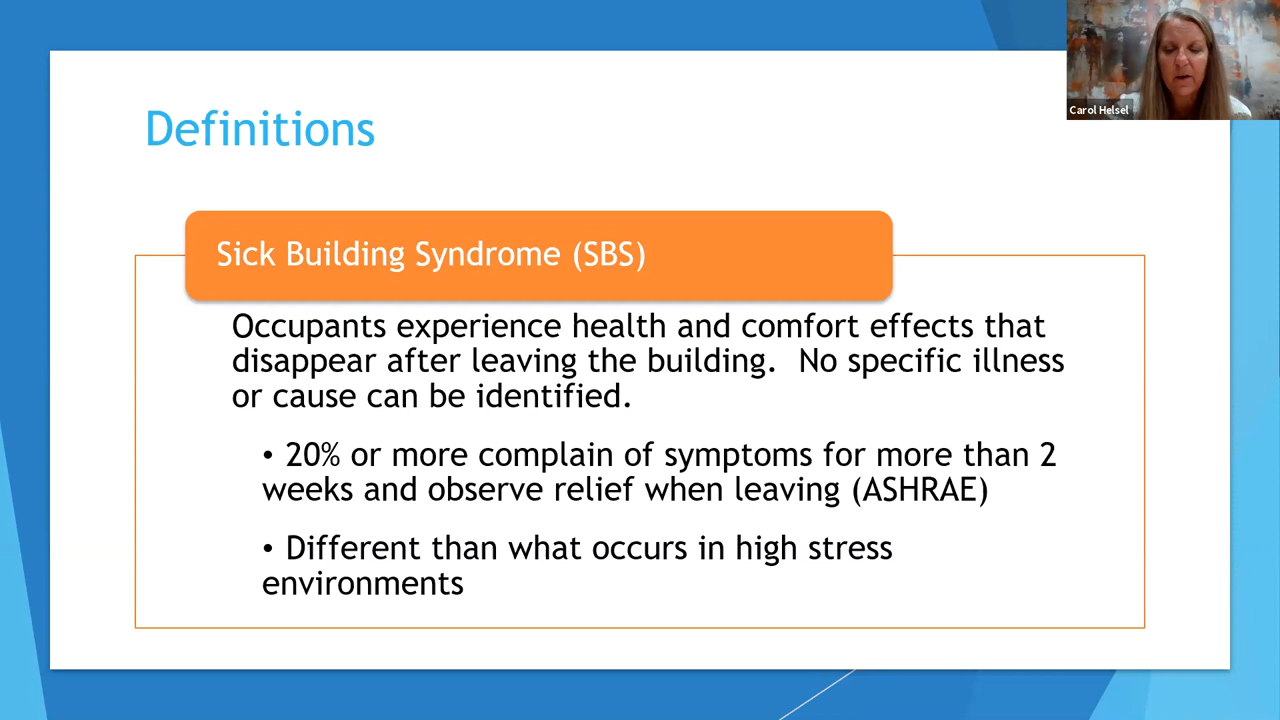 Carol Helsel
Definitions
Sick Building Syndrome (SBS)
Occupants experience health and comfort effects that
disappear after leaving the building.  No specific illness
or cause can be identified.
• 20% or more complain of symptoms for more than 2
weeks and observe relief when leaving (ASHRAE)
• Different than what occurs in high stress
environments